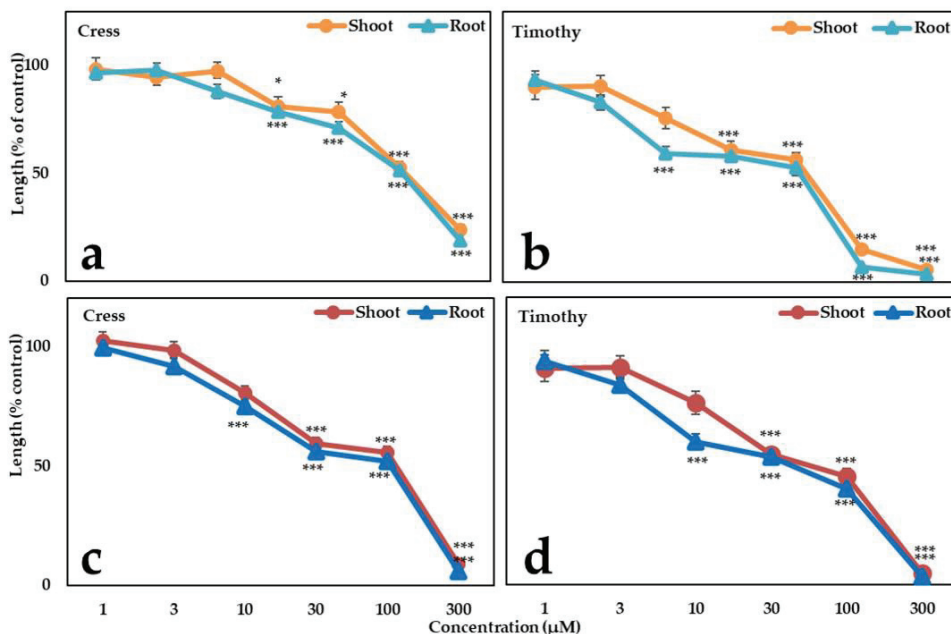 Cress
Shoot
Root
*
*
***
***
***
***
***
***
100
50
0
Length (% of control)
a
Timothy
Shoot
Root
***
***
***
***
***
***
***
***
***
b
Cress
Shoot
Root
***
***
***
***
***
***
***
100
50
0
Length (% control)
c
Timothy
Shoot
Root
***
***
***
***
***
***
***
d
1 3 10 30 100 300
1 3 10 30 100 300
Concentration (µM)